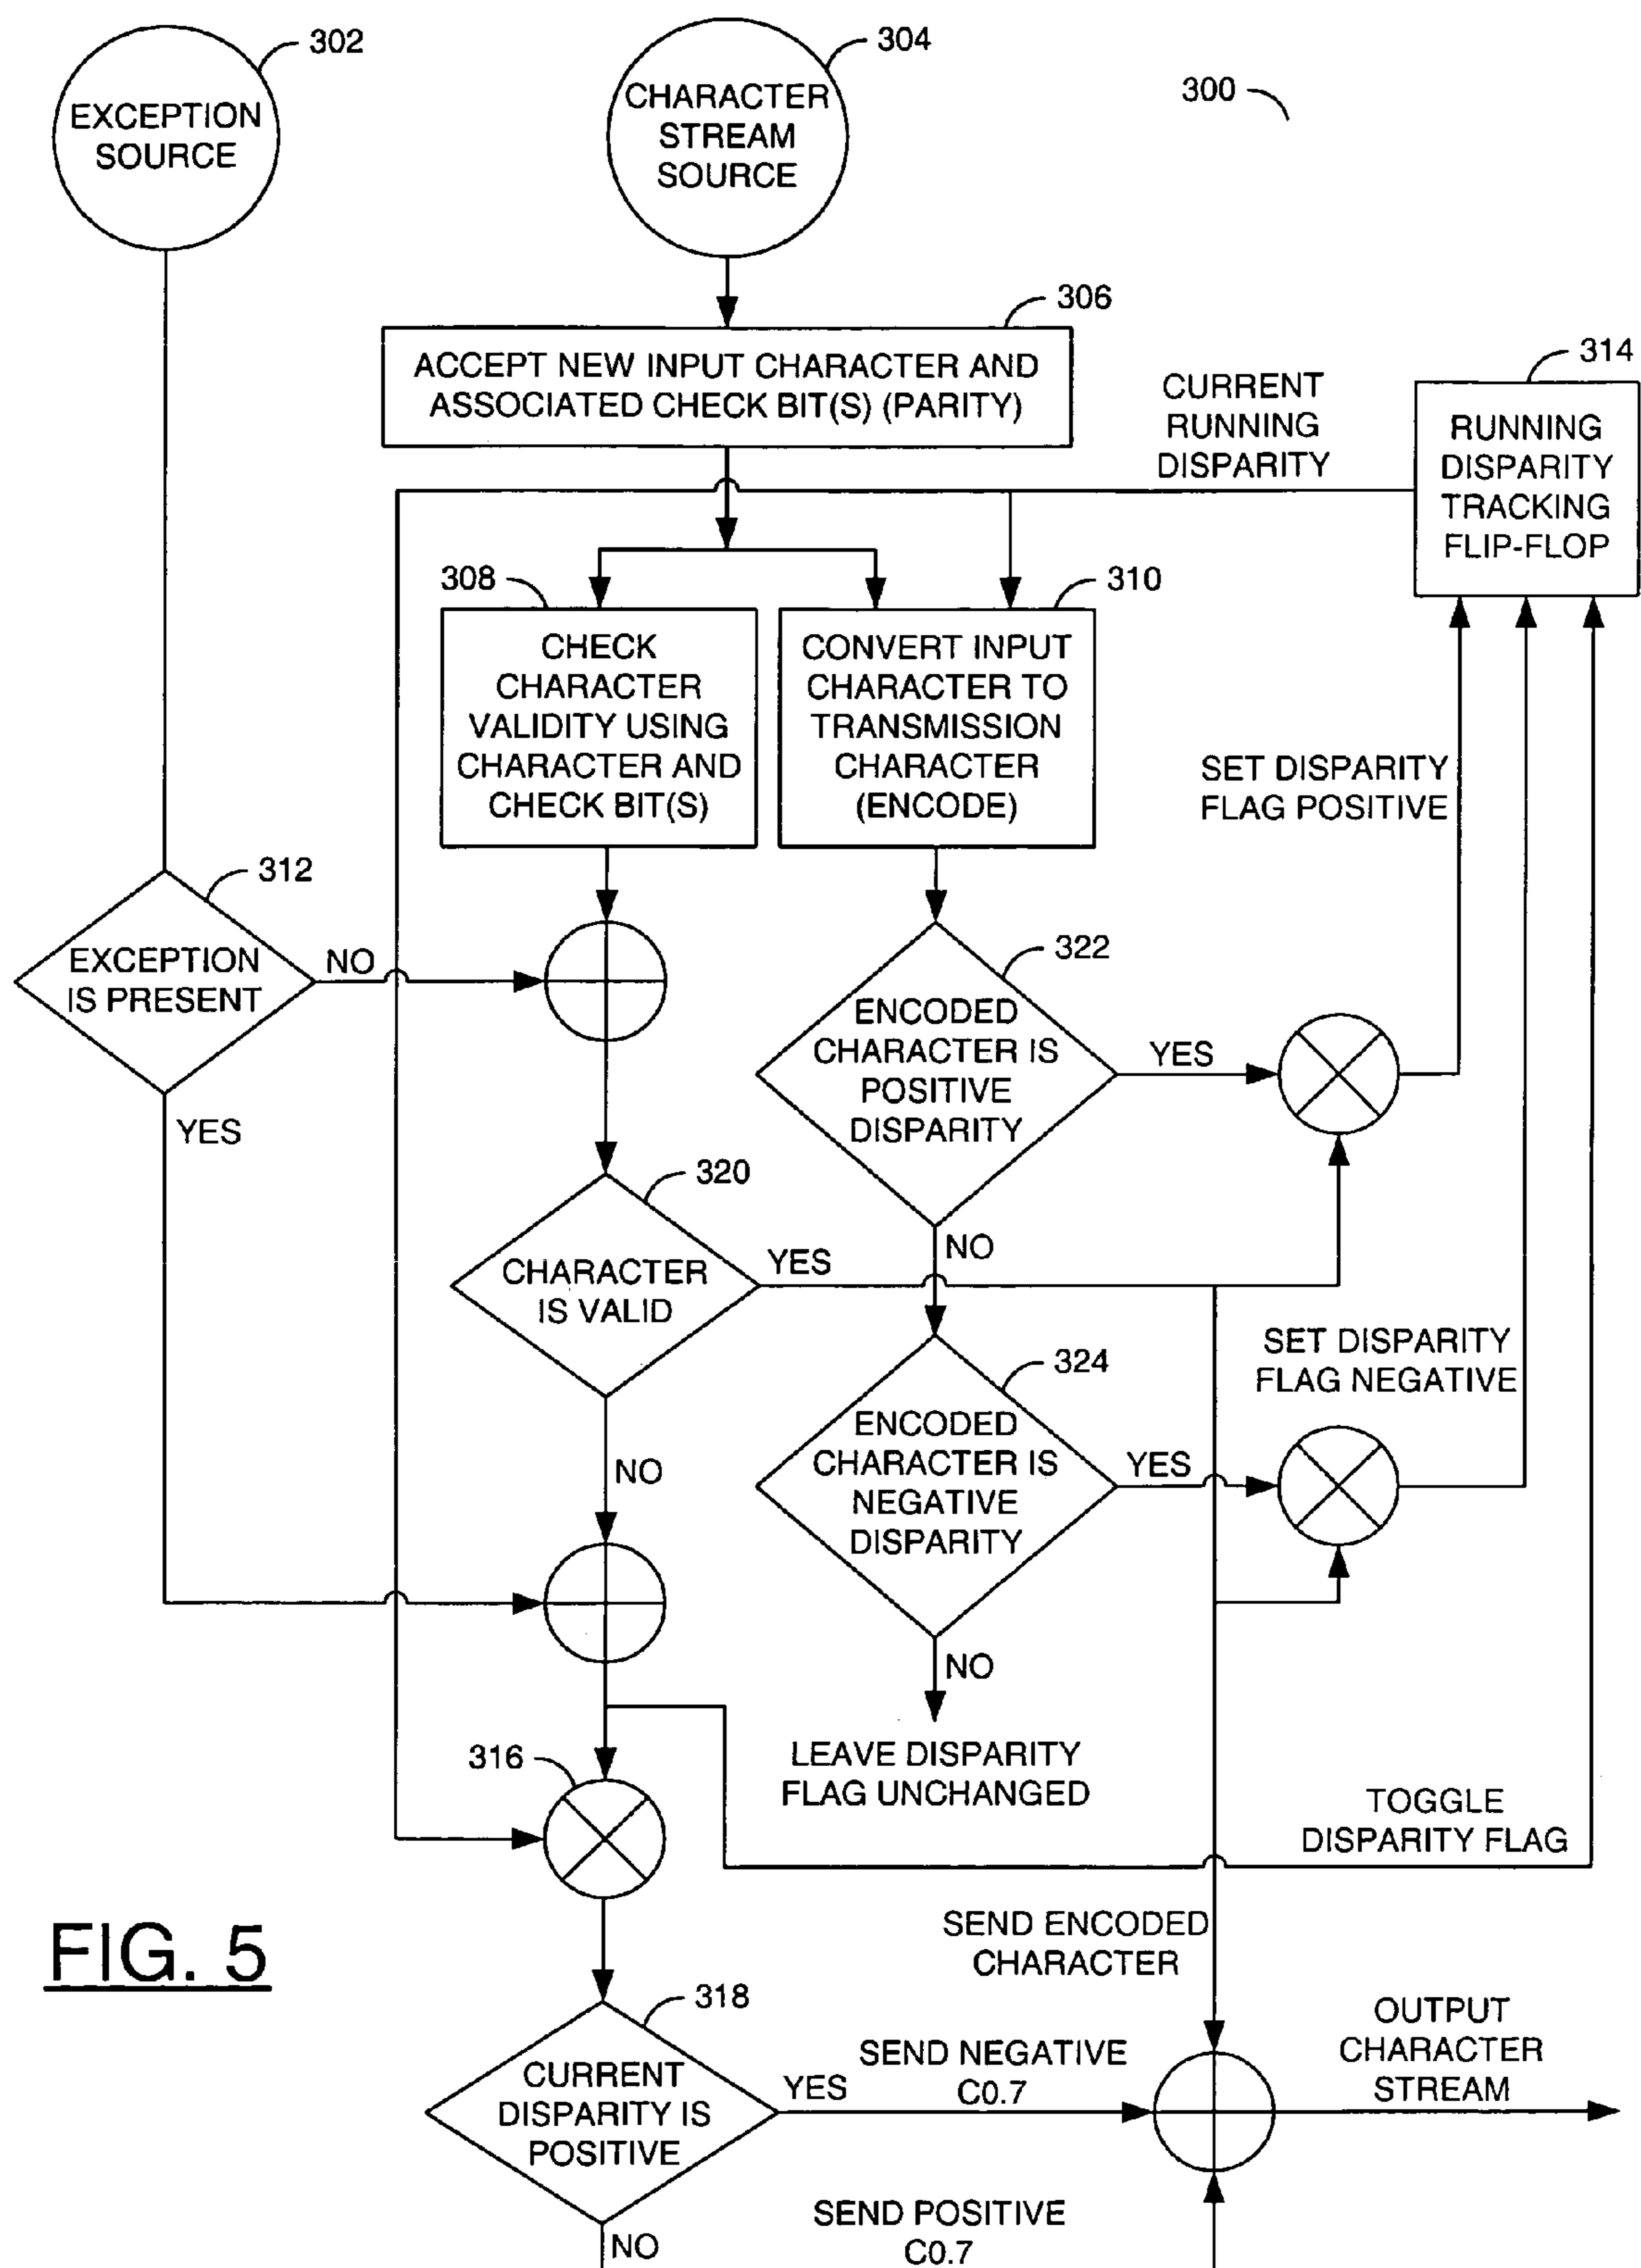 302
EXCEPTION
SOURCE
304
CHARACTER
STREAM
SOURCE
300
306
ACCEPT NEW INPUT CHARACTER AND
ASSOCIATED CHECK BIT(S) (PARITY)
CURRENT
RUNNING
DISPARITY
314
RUNNING
DISPARITY
TRACKING
FLIP-FLOP
308
CHECK
CHARACTER
VALIDITY USING
CHARACTER AND
CHECK BIT(S)
310
CONVERT INPUT
CHARACTER TO
TRANSMISSION
CHARACTER
(ENCODE)
SET DISPARITY
FLAG POSITIVE
312
EXCEPTION
IS PRESENT
NO
YES
322
ENCODED
CHARACTER IS
POSITIVE
DISPARITY
YES
NO
320
CHARACTER
IS VALID
YES
NO
SET DISPARITY
FLAG NEGATIVE
324
ENCODED
CHARACTER IS
NEGATIVE
DISPARITY
YES
NO
LEAVE DISPARITY
FLAG UNCHANGED
316
TOGGLE
DISPARITY FLAG
FIG. 5
SEND ENCODED
CHARACTER
318
CURRENT
DISPARITY IS
POSITIVE
YES
SEND NEGATIVE
C0.7
OUTPUT
CHARACTER
STREAM
NO
SEND POSITIVE
C0.7